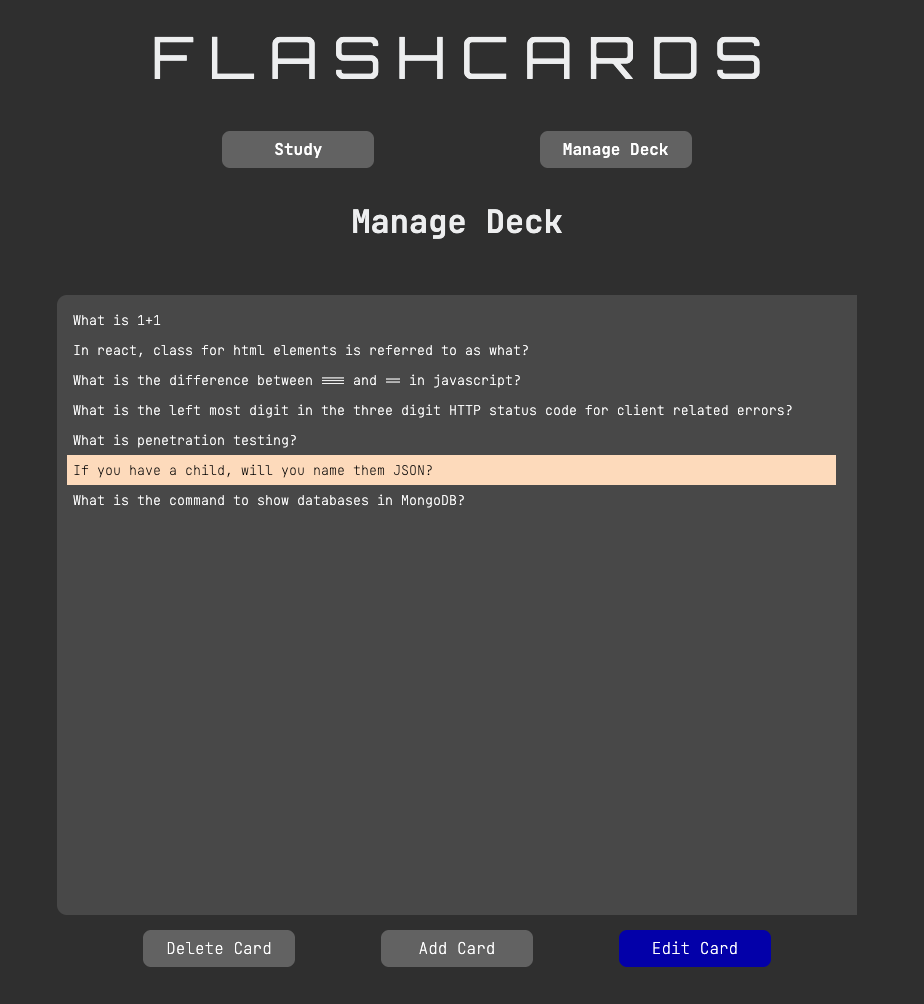 FLASHCARDS
Study Manage Deck
Manage Deck
What is 1+1
In react, class for html elements is referred to as what?
What is the difference between === and == in javascript?
What is the left most digit in the three digit HTTP status code for client related errors?
What is penetration testing?
If you have a child, will you name them JSON?
What is the command to show databases in MongoDB?
Delete Card Add Card Edit Card